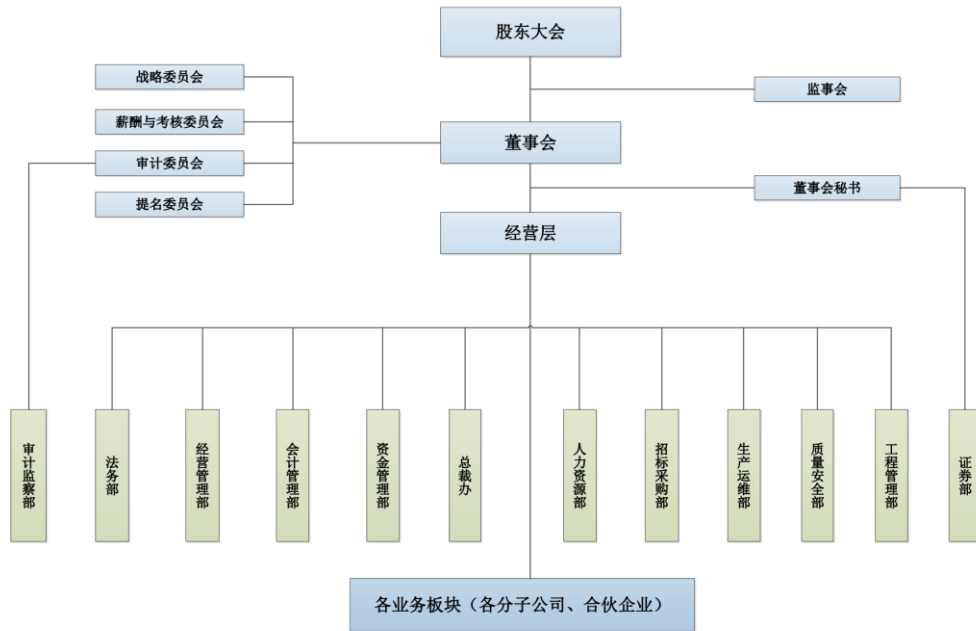 股东大会
战略委员会
监事会
薪酬与考核委员会
董事会
审计委员会
董事会秘书
提名委员会
经营层
审计监察部
法务部
经营管理部
会计管理部
资金管理部
总裁办
人力资源部
招标采购部
生产运维部
质量安全部
工程管理部
证券部
各业务板块（各分子公司、合伙企业）